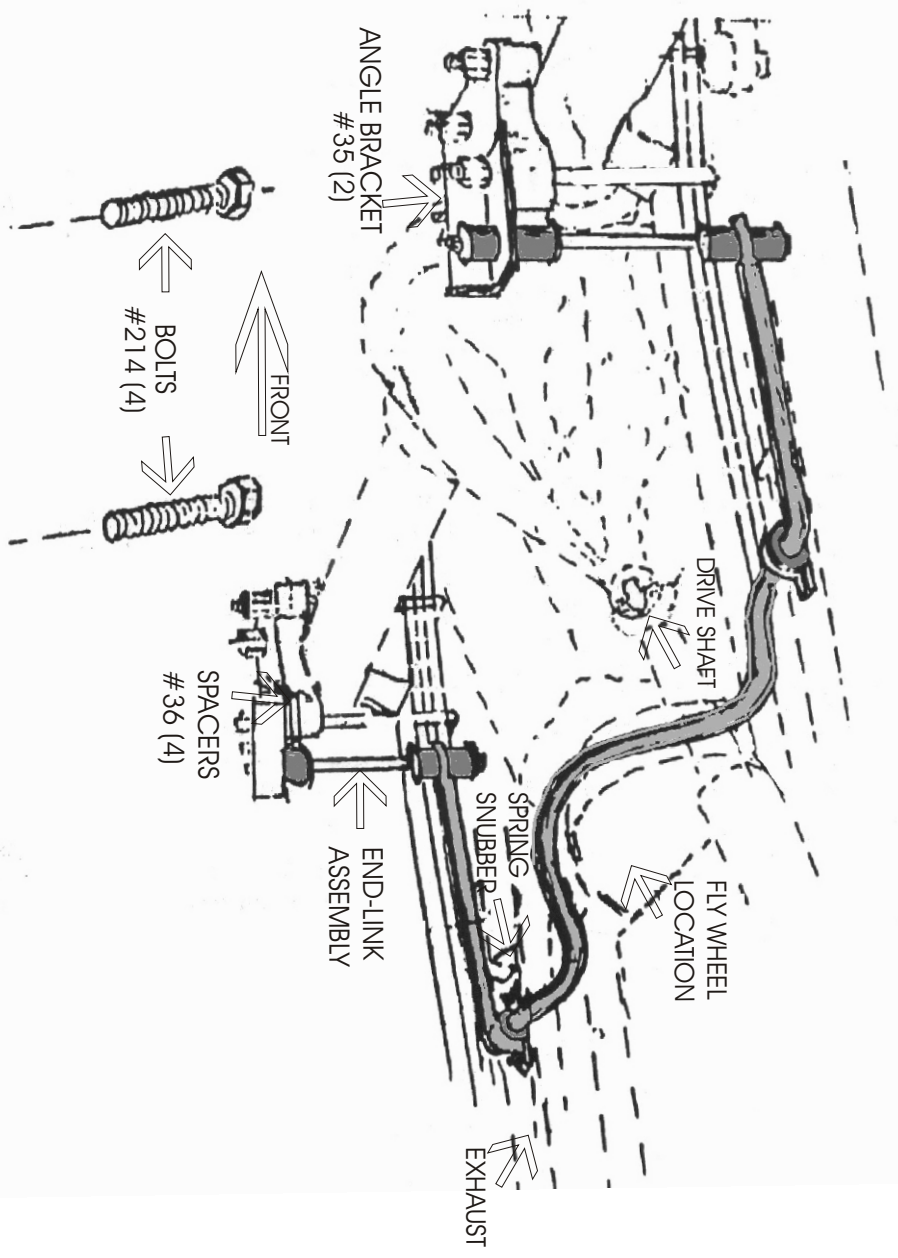 ANGLE BRACKET
#35 (2)
BOLTS
#214 (4)
FRONT
DRIVE SHAFT
SPACERS
#36 (4)
END-LINK
ASSEMBLY
SPRING
SNUBBER
FLY WHEEL
LOCATION
EXHAUST